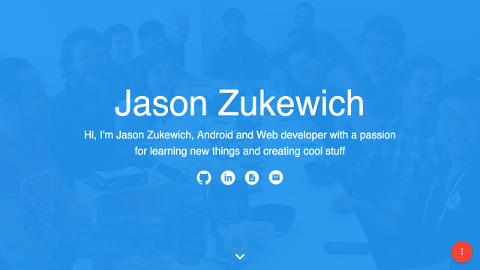 Jason Zukewich
Hi, I'm Jason Zukewich, Android and Web developer with a passion
for learning new things and creating cool stuff